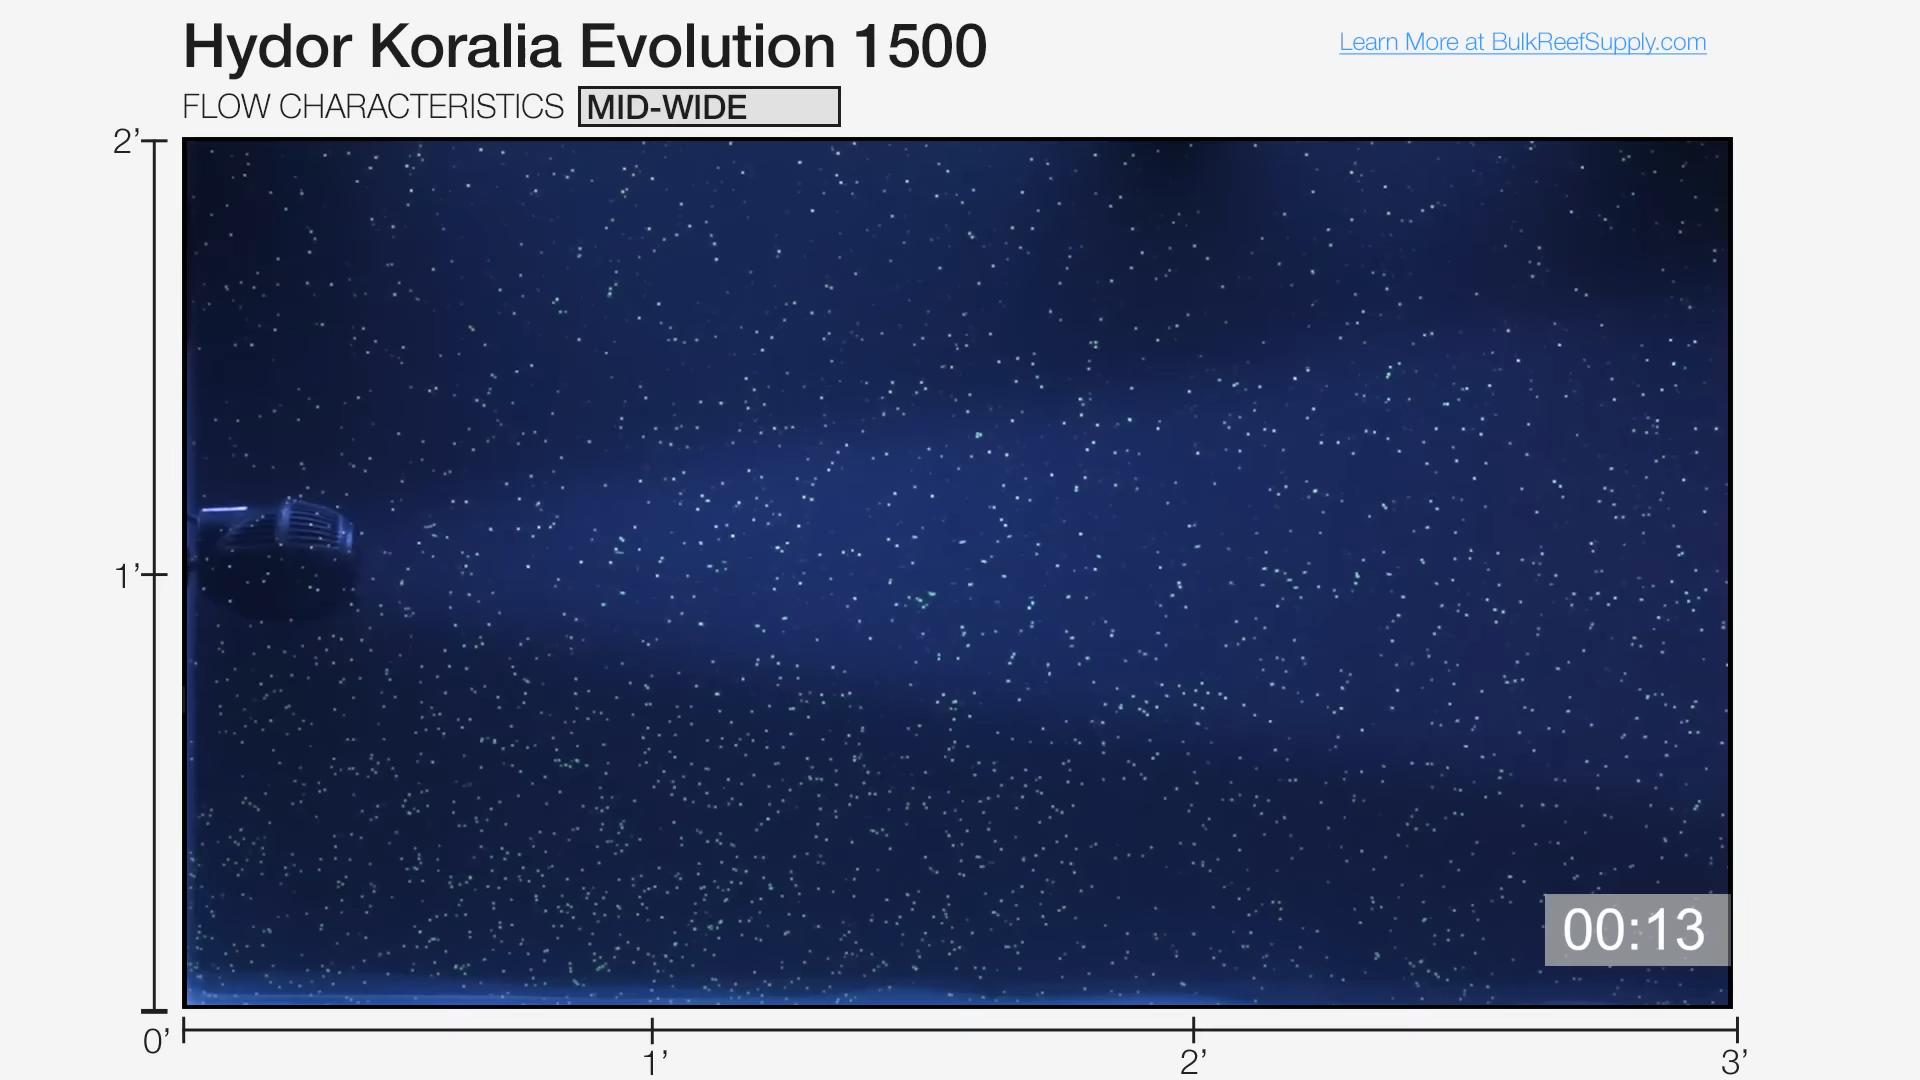 Hydor Koralia Evolution 1500
Learn More at BulkReefSupply.com
FLOW CHARACTERISTICS MID-WIDE
2’
1’
00:13
0’
1’
2’
3’